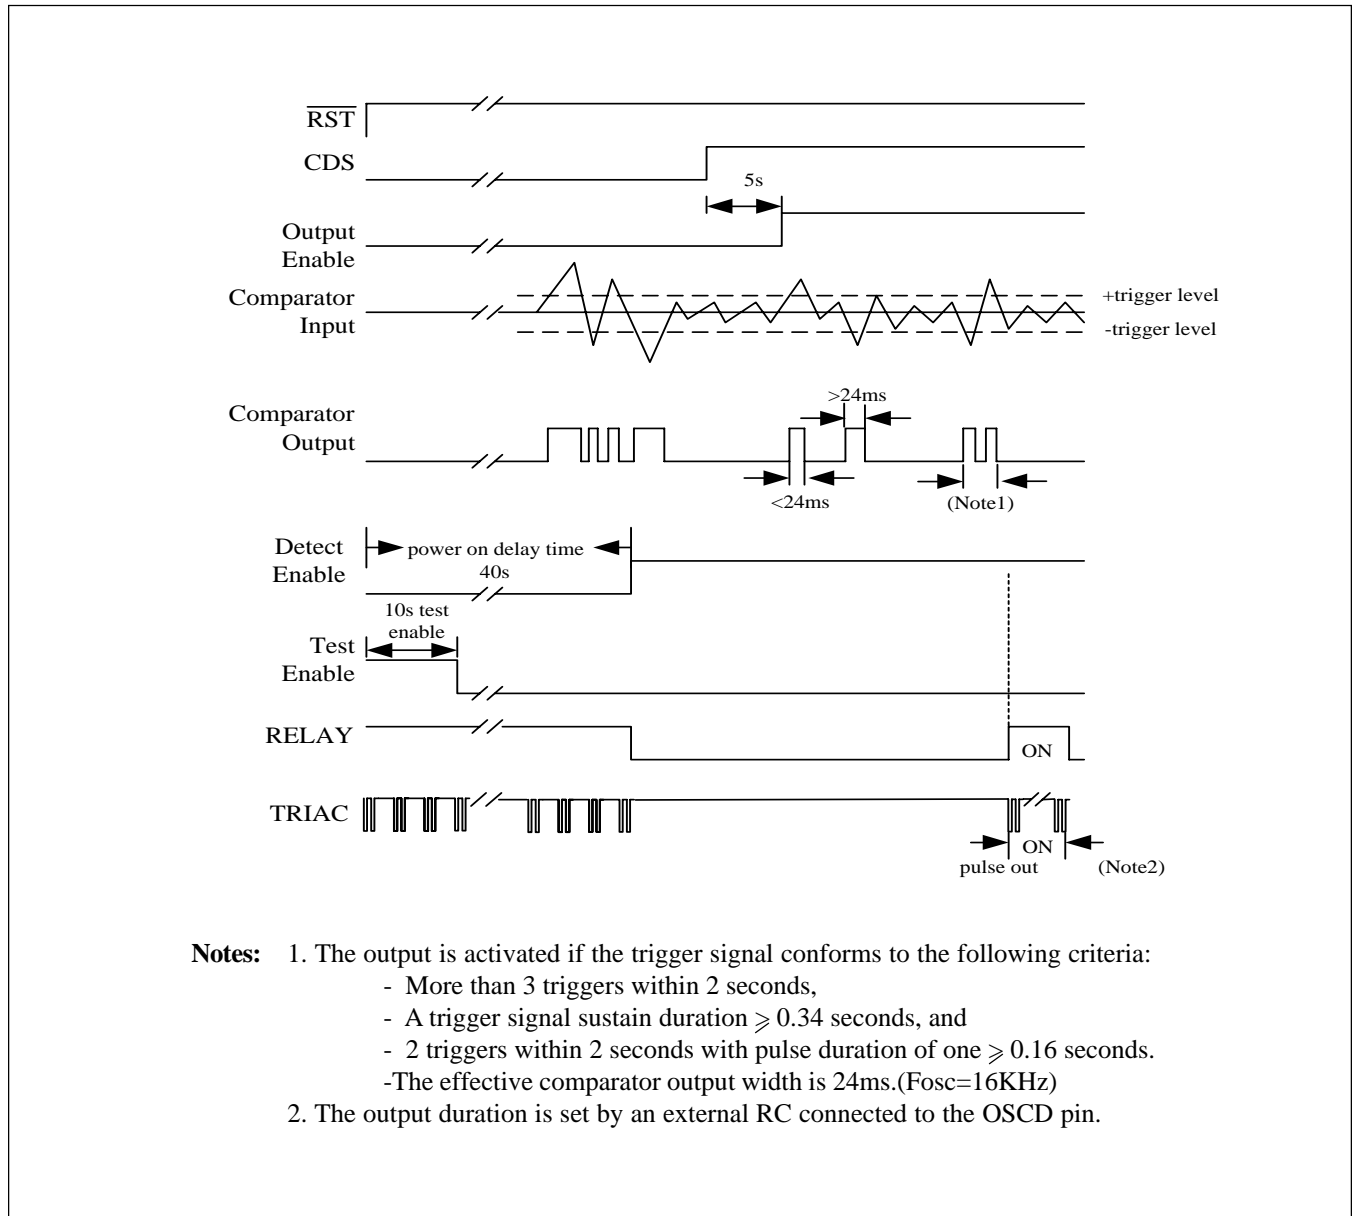 RST
CDS
5s
Output
Enable
Comparator
Input
+trigger level
-trigger level
Comparator
Output
>24ms
<24ms
(Note1)
Detect
Enable
power on delay time
40s
10s test
enable
Test
Enable
RELAY
ON
TRIAC
ON
pulse out
(Note2)
Notes: 1. The output is activated if the trigger signal conforms to the following criteria:
- More than 3 triggers within 2 seconds,
- A trigger signal sustain duration ⩾ 0.34 seconds, and
- 2 triggers within 2 seconds with pulse duration of one ⩾ 0.16 seconds.
-The effective comparator output width is 24ms.(Fosc=16KHz)
2. The output duration is set by an external RC connected to the OSCD pin.